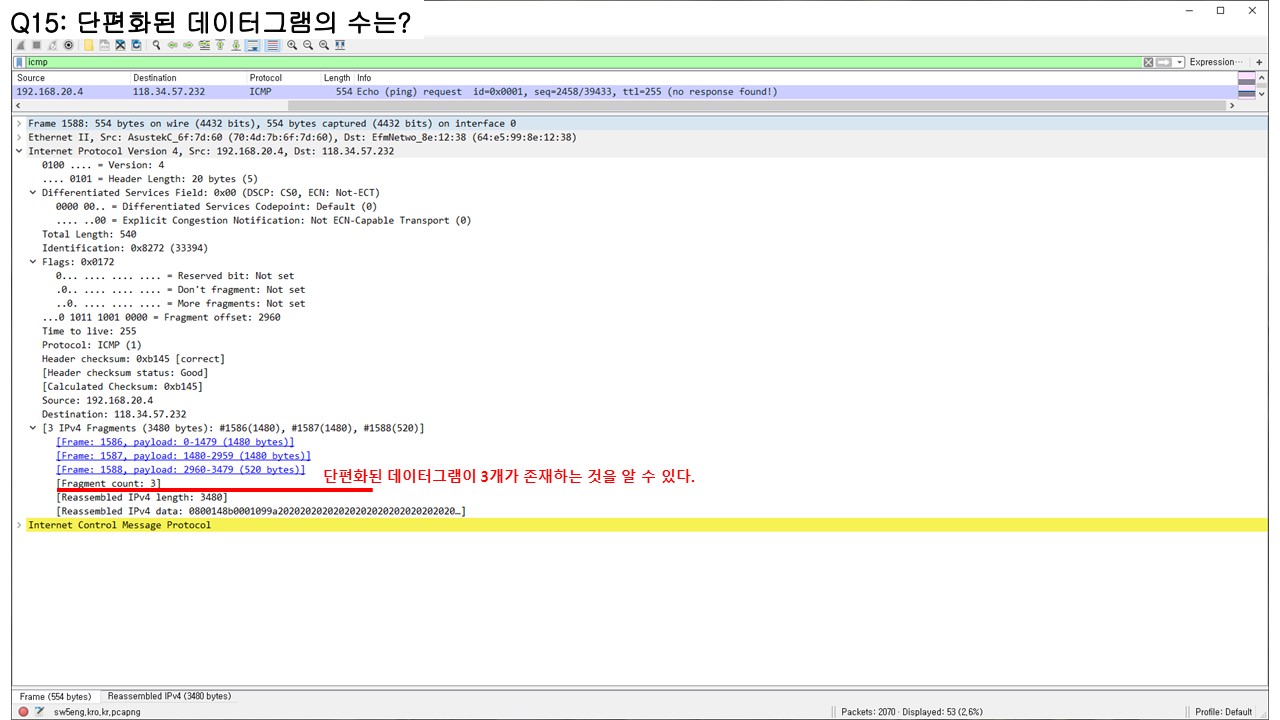 Q15: 단편화된 데이터그램의 수는?
icmp
Expression…
+
Source Destination Protocol Length Info
192.168.20.4 118.34.57.232 ICMP 554 Echo (ping) request id=0x0001, seq=2458/39433, ttl=255 (no response found!)
Frame 1588: 554 bytes on wire (4432 bits), 554 bytes captured (4432 bits) on interface 0
Ethernet II, Src: AsustekC_6f:7d:60 (70:4d:7b:6f:7d:60), Dst: EfmNetwo_8e:12:38 (64:e5:99:8e:12:38)
Internet Protocol Version 4, Src: 192.168.20.4, Dst: 118.34.57.232
0100 .... = Version: 4
.... 0101 = Header Length: 20 bytes (5)
Differentiated Services Field: 0x00 (DSCP: CS0, ECN: Not-ECT)
0000 00.. = Differentiated Services Codepoint: Default (0)
.... ..00 = Explicit Congestion Notification: Not ECN-Capable Transport (0)
Total Length: 540
Identification: 0x8272 (33394)
Flags: 0x0172
0... .... .... .... = Reserved bit: Not set
.0.. .... .... .... = Don't fragment: Not set
..0. .... .... .... = More fragments: Not set
...0 1011 1001 0000 = Fragment offset: 2960
Time to live: 255
Protocol: ICMP (1)
Header checksum: 0xb145 [correct]
[Header checksum status: Good]
[Calculated Checksum: 0xb145]
Source: 192.168.20.4
Destination: 118.34.57.232
[3 IPv4 Fragments (3480 bytes): #1586(1480), #1587(1480), #1588(520)]
[Frame: 1586, payload: 0-1479 (1480 bytes)]
[Frame: 1587, payload: 1480-2959 (1480 bytes)]
[Frame: 1588, payload: 2960-3479 (520 bytes)]
단편화된 데이터그램이 3개가 존재하는 것을 알 수 있다.
[Fragment count: 3]
[Reassembled IPv4 length: 3480]
[Reassembled IPv4 data: 0800148b0001099a20202020202020202020202020202020…]
Internet Control Message Protocol
Frame (554 bytes) Reassembled IPv4 (3480 bytes)
sw5eng,kro,kr,pcapng Packets: 2070 · Displayed: 53 (2,6%) Profile: Default